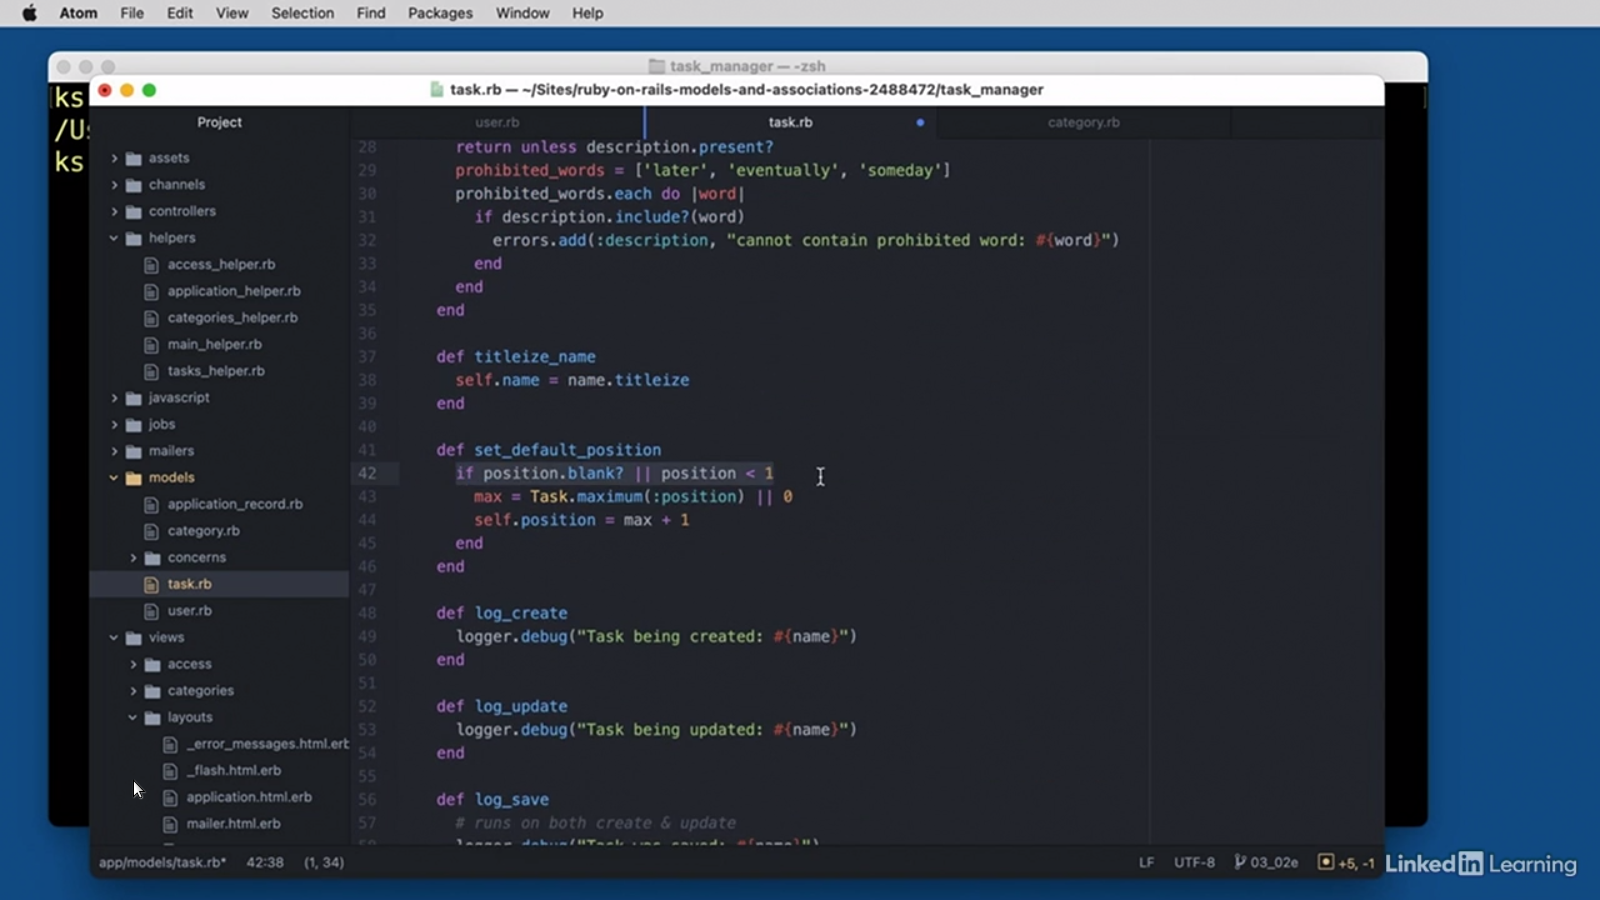 Atom File Edit View Selection Find Packages Window Help
task_manager — -zsh
ks
/Us
ks
task.rb — ~/Sites/ruby-on-rails-models-and-associations-2488472/task_manager
Project
user.rb
task.rb
category.rb
assets
channels
controllers
helpers
access_helper.rb
application_helper.rb
categories_helper.rb
main_helper.rb
tasks_helper.rb
javascript
jobs
mailers
models
application_record.rb
category.rb
concerns
task.rb
user.rb
views
access
categories
layouts
_error_messages.html.erb
_flash.html.erb
application.html.erb
mailer.html.erb
28 return unless description.present?
29 prohibited_words = ['later', 'eventually', 'someday']
30 prohibited_words.each do |word|
31 if description.include?(word)
32 errors.add(:description, "cannot contain prohibited word: #{word}")
33 end
34 end
35 end
36
37 def titleize_name
38 self.name = name.titleize
39 end
40
41 def set_default_position
42 if position.blank? || position < 1
43 max = Task.maximum(:position) || 0
44 self.position = max + 1
45 end
46 end
47
48 def log_create
49 logger.debug("Task being created: #{name}")
50 end
51
52 def log_update
53 logger.debug("Task being updated: #{name}")
54 end
55
56 def log_save
57 # runs on both create & update
58 logger.debug("Task was saved: #{name}")
app/models/task.rb* 42:38 (1, 34) LF UTF-8 03_02e +5, -1
LinkedIn Learning